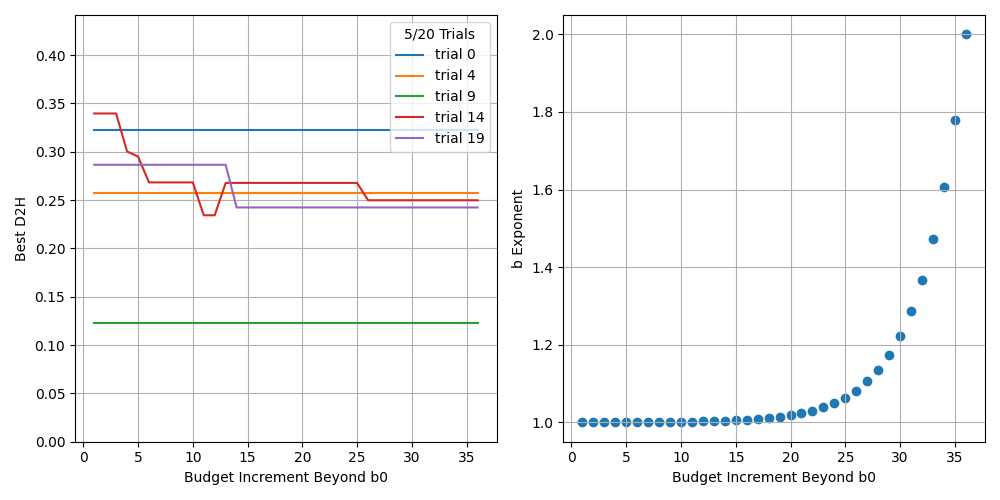 5/20 Trials
trial 0
trial 4
trial 9
trial 14
trial 19
0.40
0.35
0.30
0.25
0.20
0.15
0.10
0.05
0.00
Best D2H
0 5 10 15 20 25 30 35
Budget Increment Beyond b0
2.0
1.8
1.6
1.4
1.2
1.0
b Exponent
0 5 10 15 20 25 30 35
Budget Increment Beyond b0